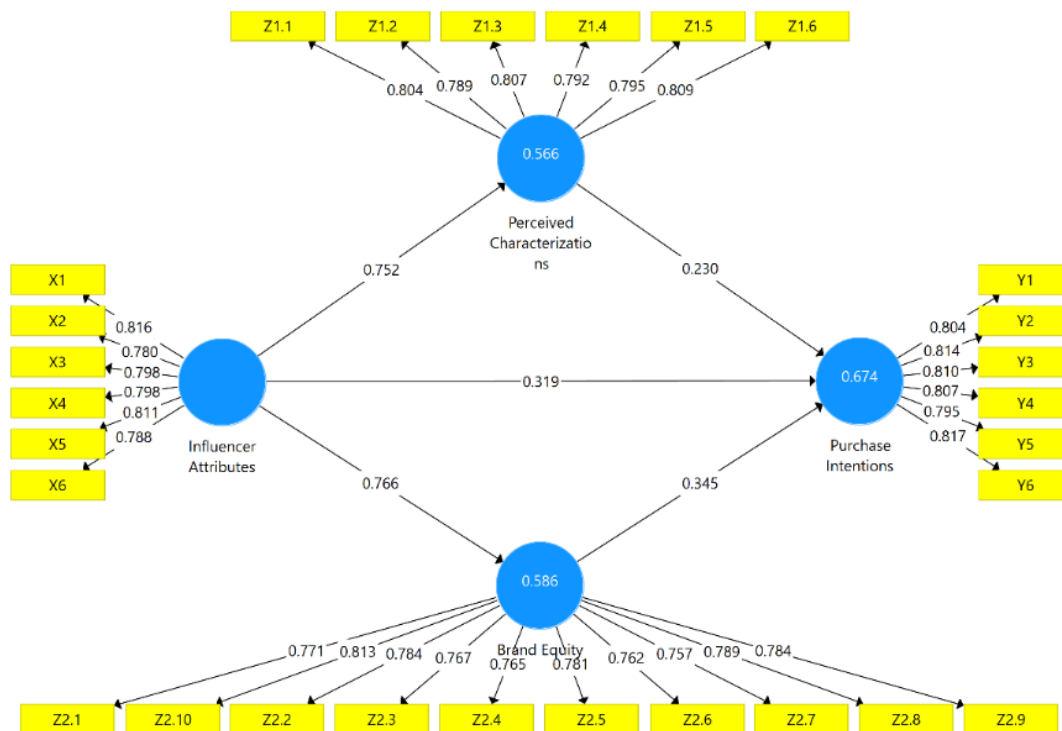 Z1.1
Z1.2
Z1.3
Z1.4
Z1.5
Z1.6
0.804
0.789
0.807
0.792
0.795
0.809
0.566
Perceived
Characterizatio
ns
0.752
0.230
X1
X2
X3
X4
X5
X6
0.816
0.780
0.798
0.798
0.811
0.788
Influencer
Attributes
0.319
0.674
Purchase
Intentions
0.804
0.814
0.810
0.807
0.795
0.817
Y1
Y2
Y3
Y4
Y5
Y6
0.766
0.345
0.586
Brand Equity
0.771
0.813
0.784
0.767
0.765
0.781
0.762
0.757
0.789
0.784
Z2.1
Z2.10
Z2.2
Z2.3
Z2.4
Z2.5
Z2.6
Z2.7
Z2.8
Z2.9